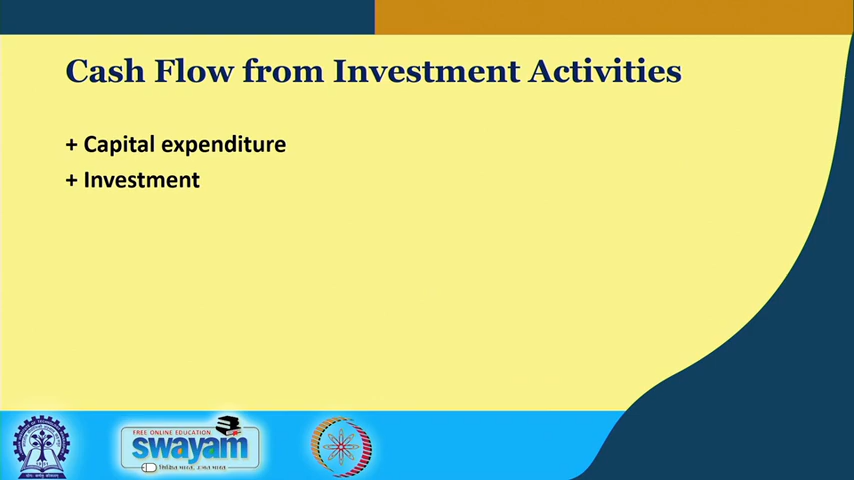 Cash Flow from Investment Activities
+ Capital expenditure
+ Investment
FREE ONLINE EDUCATION
swayam